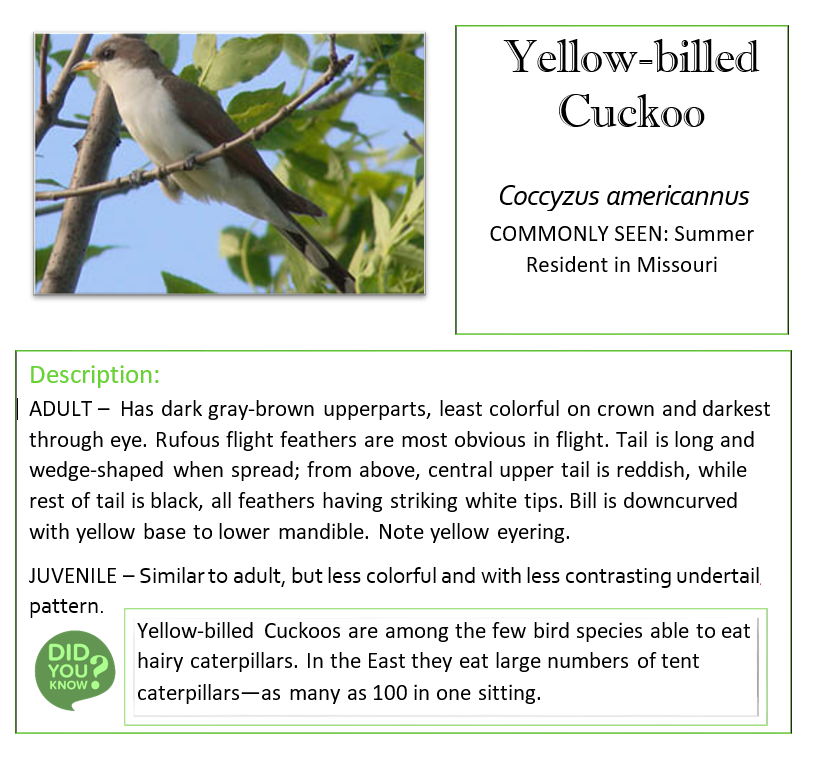 Yellow-billed
Cuckoo
Coccyzus americannus
COMMONLY SEEN: Summer
Resident in Missouri
Description:
ADULT – Has dark gray-brown upperparts, least colorful on crown and darkest
through eye. Rufous flight feathers are most obvious in flight. Tail is long and
wedge-shaped when spread; from above, central upper tail is reddish, while
rest of tail is black, all feathers having striking white tips. Bill is downcurved
with yellow base to lower mandible. Note yellow eyering.
JUVENILE – Similar to adult, but less colorful and with less contrasting undertail
pattern.
DID
YOU
KNOW
?
Yellow-billed Cuckoos are among the few bird species able to eat
hairy caterpillars. In the East they eat large numbers of tent
caterpillars—as many as 100 in one sitting.